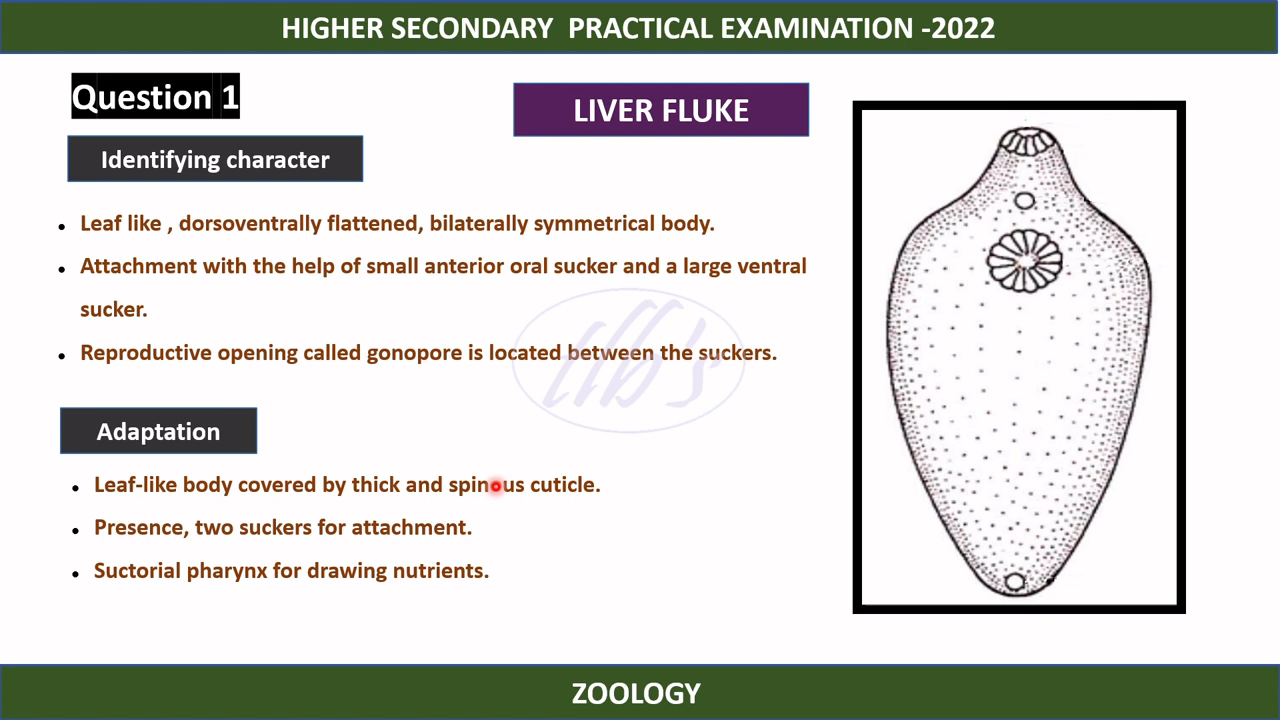 HIGHER SECONDARY PRACTICAL EXAMINATION -2022
Question 1
LIVER FLUKE
Identifying character
• Leaf like , dorsoventrally flattened, bilaterally symmetrical body.
• Attachment with the help of small anterior oral sucker and a large ventral
sucker.
• Reproductive opening called gonopore is located between the suckers.
Adaptation
• Leaf-like body covered by thick and spinous cuticle.
• Presence, two suckers for attachment.
• Suctorial pharynx for drawing nutrients.
ZOOLOGY